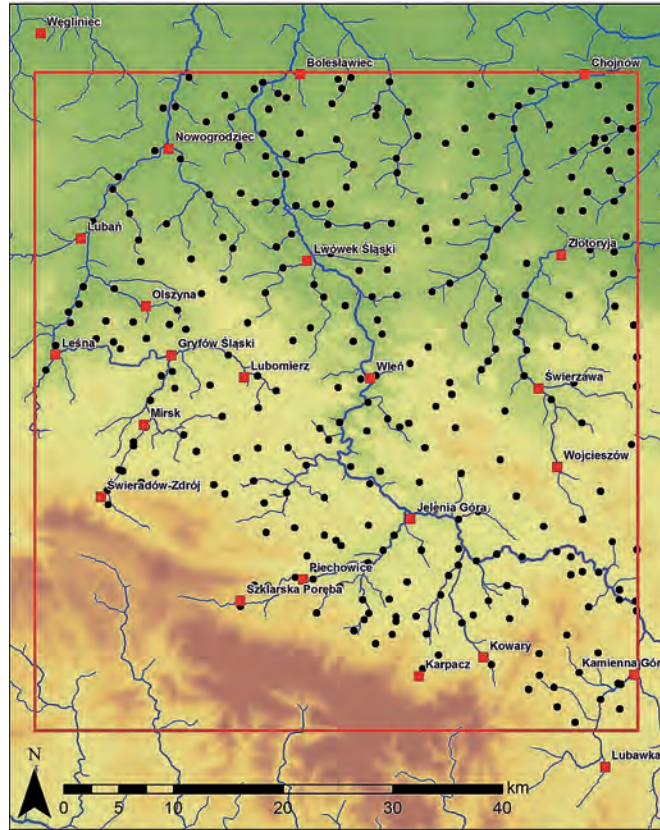 Węgliniec
Bolesławiec
Chojnów
Nowogrodziec
Lubań
Lwówek Śląski
Złotoryja
Olszyna
Leśna
Gryfów Śląski
Lubomierz
Wleń
Świerzawa
Mirsk
Wojcieszów
Świeradów-Zdrój
Jelenia Góra
Piechowice
Szklarska Poręba
Kowary
Karpacz
Kamienna Gór
Lubawka
N
km
0 5 10 20 30 40